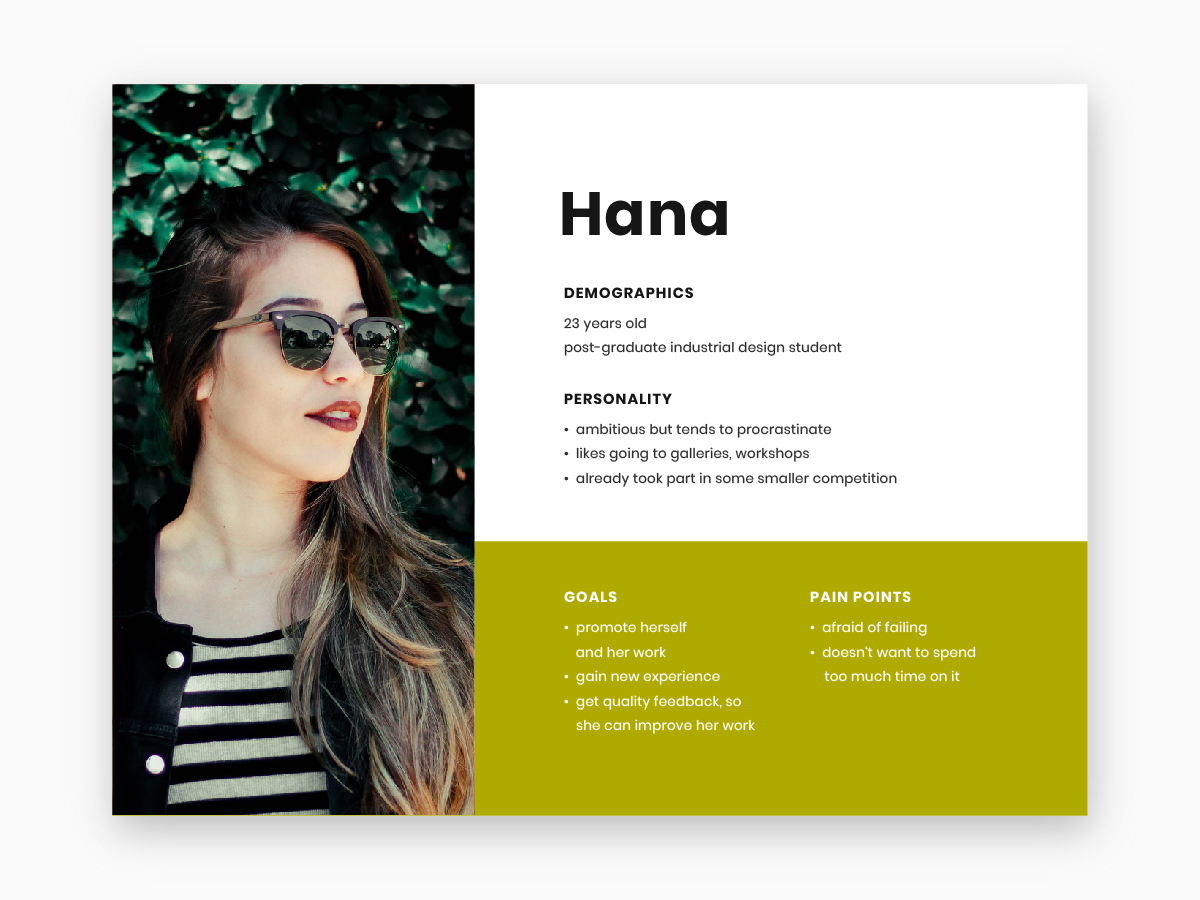 Hana
DEMOGRAPHICS
23 years old
post-graduate industrial design student
PERSONALITY
• ambitious but tends to procrastinate
• likes going to galleries, workshops
• already took part in some smaller competition
GOALS
• promote herself
and her work
• gain new experience
• get quality feedback, so
she can improve her work
PAIN POINTS
• afraid of failing
• doesn't want to spend
too much time on it